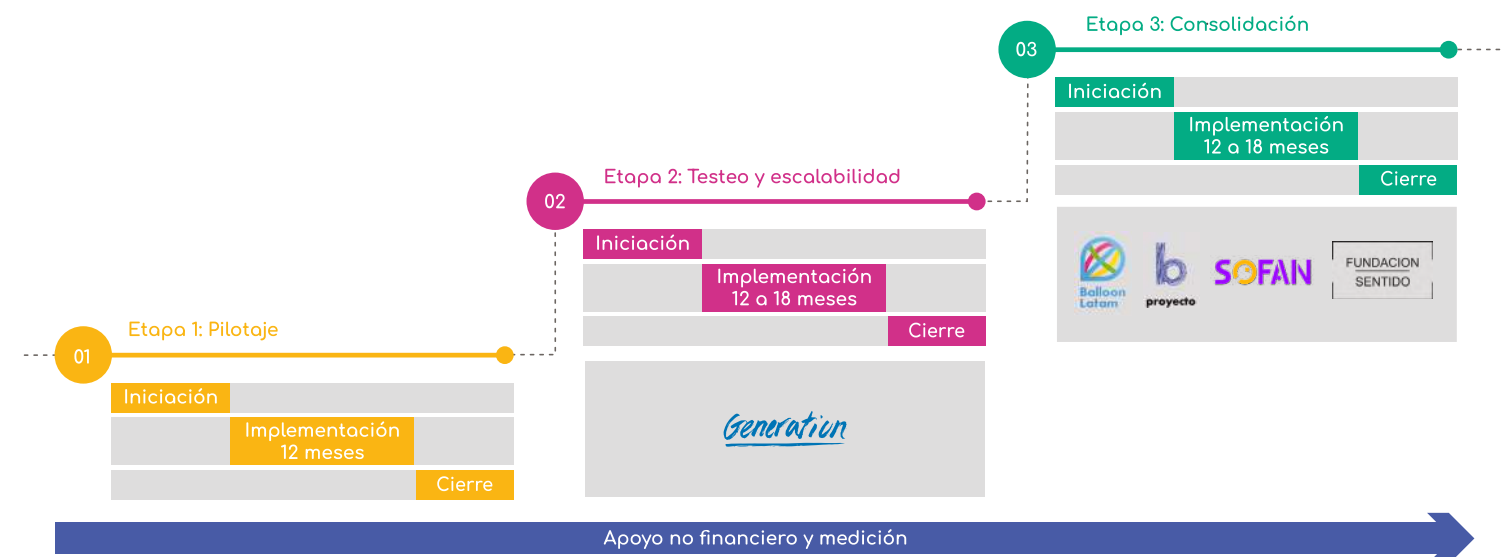 01
Etapa 1: Pilotaje
Iniciación
Implementación
12 meses
Cierre
02
Etapa 2: Testeo y escalabilidad
Iniciación
Implementación
12 a 18 meses
Cierre
Generation
03
Etapa 3: Consolidación
Iniciación
Implementación
12 a 18 meses
Cierre
Balloon
Latam
b
proyecto
SOFAN
FUNDACION
SENTIDO
Apoyo no financiero y medición